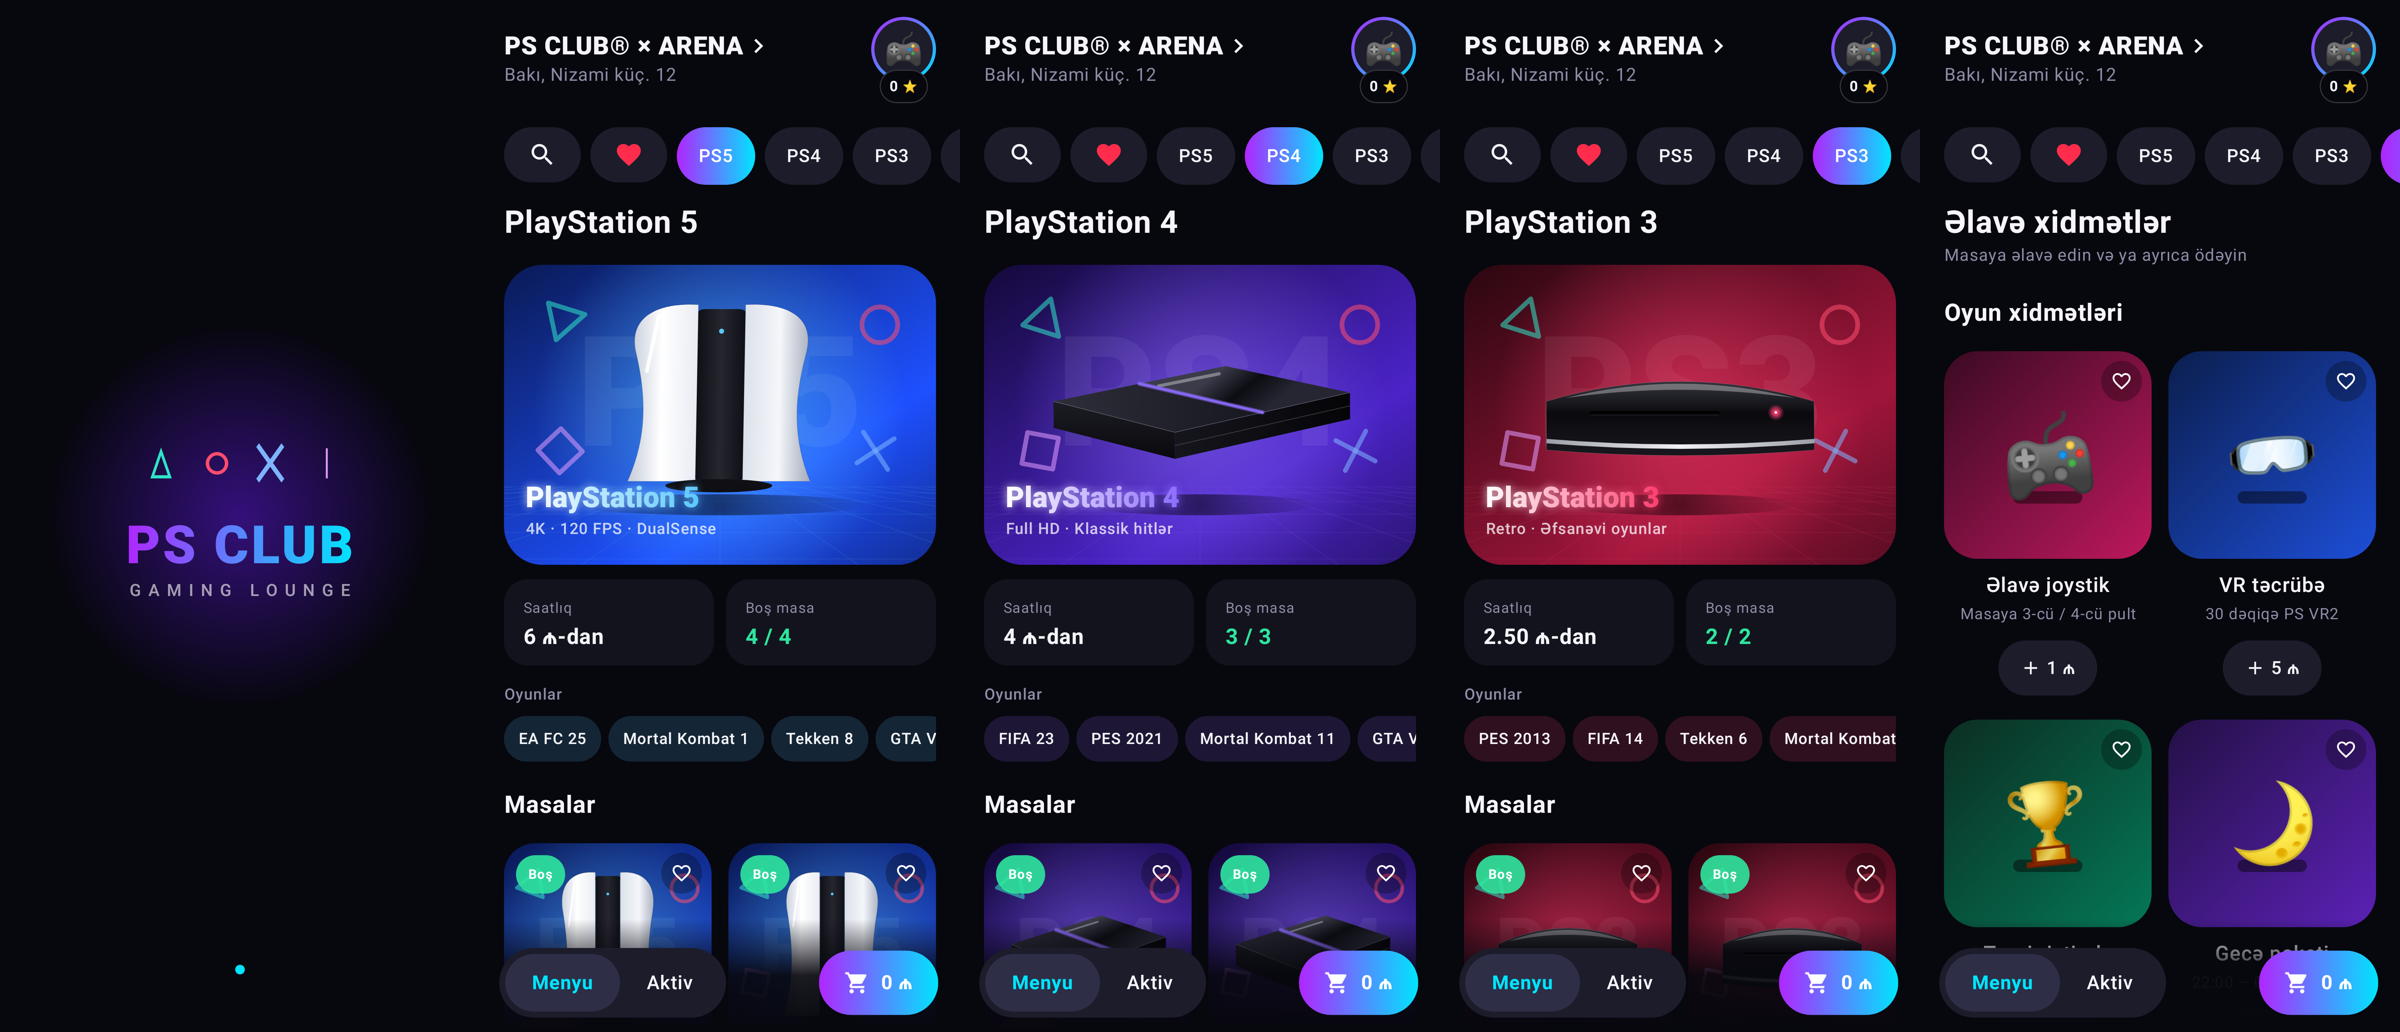 PS CLUB
GAMING LOUNGE
PS CLUB® × ARENA
Bakı, Nizami küç. 12
0
PS5
PS4
PS3
PlayStation 5
PS5
PlayStation 5
4K · 120 FPS · DualSense
Saatlıq
6 ₼-dan
Boş masa
4 / 4
Oyunlar
EA FC 25
Mortal Kombat 1
Tekken 8
GTA V
Masalar
Boş
Boş
Menyu
Aktiv
0 ₼
PS CLUB® × ARENA
Bakı, Nizami küç. 12
0
PS5
PS4
PS3
PlayStation 4
PS4
PlayStation 4
Full HD · Klassik hitlər
Saatlıq
4 ₼-dan
Boş masa
3 / 3
Oyunlar
FIFA 23
PES 2021
Mortal Kombat 11
GTA V
Masalar
Boş
Boş
Menyu
Aktiv
0 ₼
PS CLUB® × ARENA
Bakı, Nizami küç. 12
0
PS5
PS4
PS3
PlayStation 3
PS3
PlayStation 3
Retro · Əfsanəvi oyunlar
Saatlıq
2.50 ₼-dan
Boş masa
2 / 2
Oyunlar
PES 2013
FIFA 14
Tekken 6
Mortal Kombat
Masalar
Boş
Boş
Menyu
Aktiv
0 ₼
PS CLUB® × ARENA
Bakı, Nizami küç. 12
0
PS5
PS4
PS3
Əlavə xidmətlər
Masaya əlavə edin və ya ayrıca ödəyin
Oyun xidmətləri
Əlavə joystik
Masaya 3-cü / 4-cü pult
+ 1 ₼
VR təcrübə
30 dəqiqə PS VR2
+ 5 ₼
Gecə paketi
22:00
Menyu
Aktiv
0 ₼